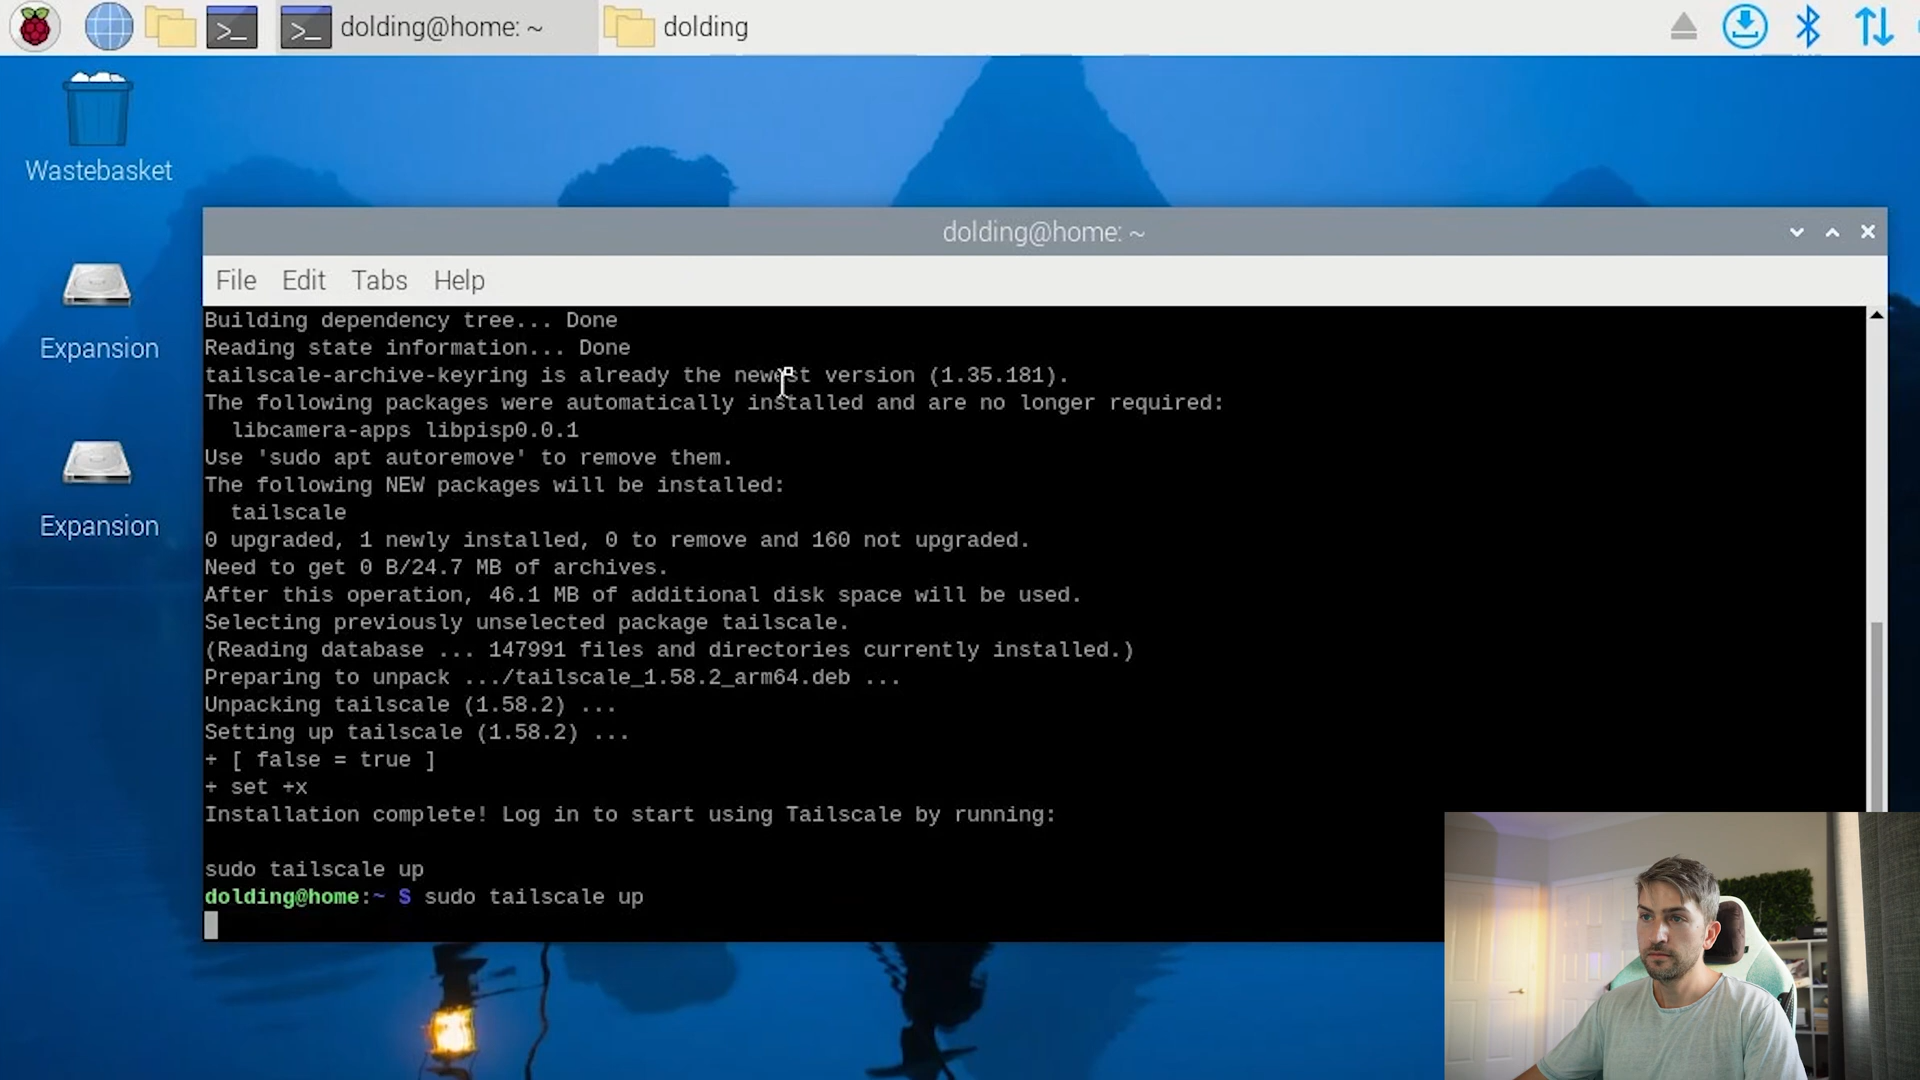 dolding@home: ~
dolding
Wastebasket
Expansion
Expansion
dolding@home: ~
File Edit Tabs Help
Building dependency tree... Done
Reading state information... Done
tailscale-archive-keyring is already the newest version (1.35.181).
The following packages were automatically installed and are no longer required:
libcamera-apps libpisp0.0.1
Use 'sudo apt autoremove' to remove them.
The following NEW packages will be installed:
tailscale
0 upgraded, 1 newly installed, 0 to remove and 160 not upgraded.
Need to get 0 B/24.7 MB of archives.
After this operation, 46.1 MB of additional disk space will be used.
Selecting previously unselected package tailscale.
(Reading database ... 147991 files and directories currently installed.)
Preparing to unpack .../tailscale_1.58.2_arm64.deb ...
Unpacking tailscale (1.58.2) ...
Setting up tailscale (1.58.2) ...
+ [ false = true ]
+ set +x
Installation complete! Log in to start using Tailscale by running:
sudo tailscale up
dolding@home:~ $ sudo tailscale up